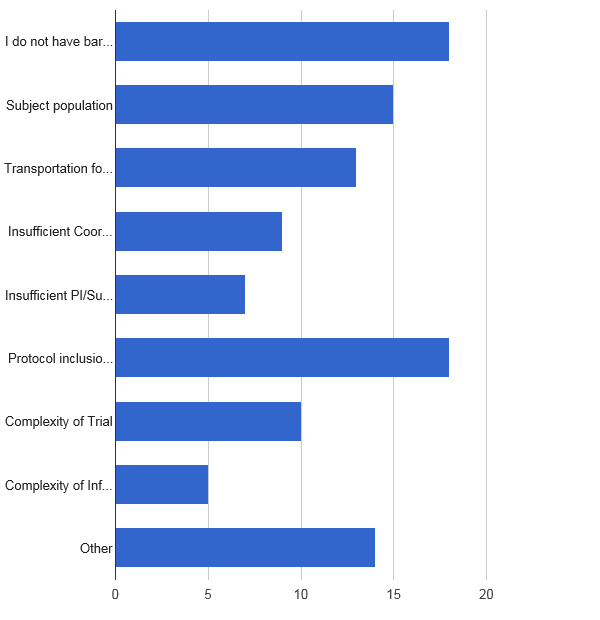 I do not have bar...
Subject population
Transportation fo...
Insufficient Coor...
Insufficient PI/Su...
Protocol inclusio...
Complexity of Trial
Complexity of Inf...
Other
0 5 10 15 20